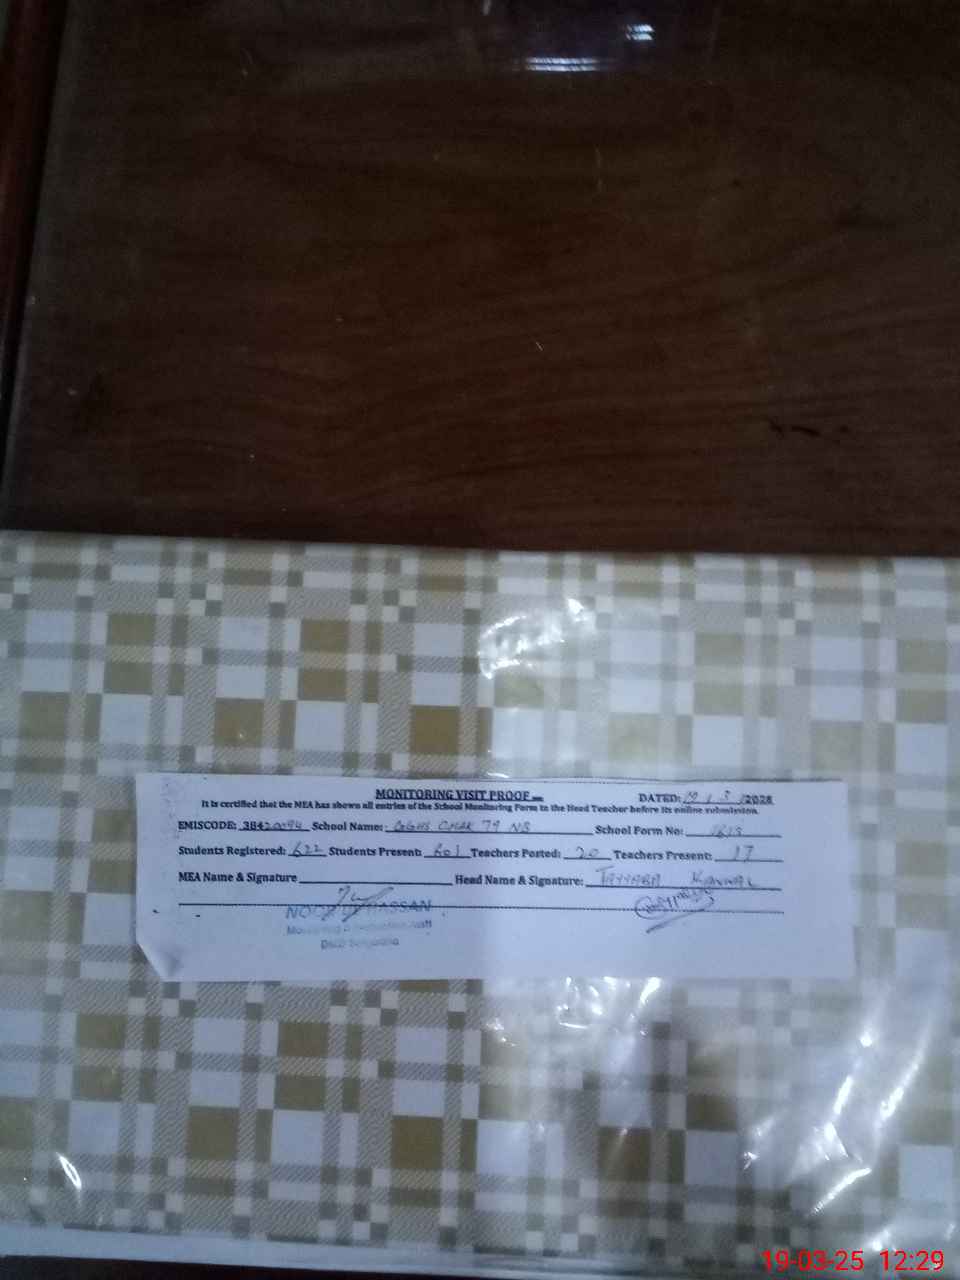 MONITORING VISIT PROOF
DATED: 19 / 3 /202
It is certified that the MEA has shown all entries of the School Monitoring Form to the Head Teacher before its online submission.
EMISCODE: 38420094 School Name: GGHS CHAK 79 NB School Form No:
Students Registered: 622 Students Present: 601 Teachers Posted: 20 Teachers Present: 17
MEA Name & Signature Head Name & Signature: TAYYABA KANWAL
HASSAN
19-03-25 12:29